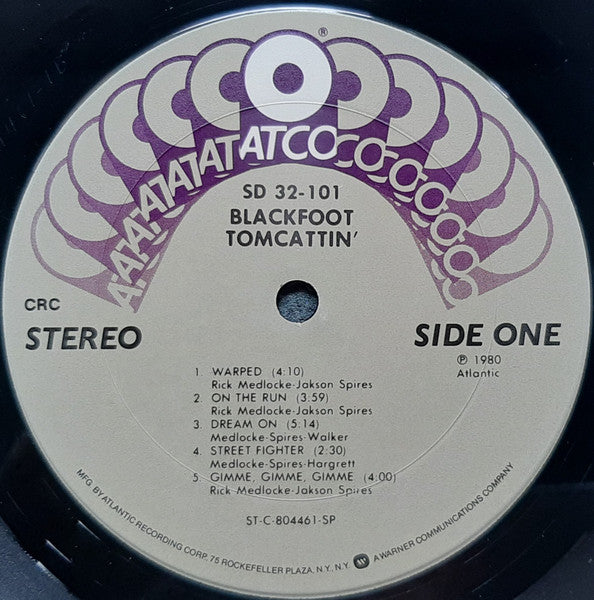 ATCO
®
SD 32-101
BLACKFOOT
TOMCATTIN'
CRC
STEREO
SIDE ONE
℗ 1980
Atlantic
1. WARPED (4:10)
Rick Medlocke-Jakson Spires
2. ON THE RUN (3:59)
Rick Medlocke-Jakson Spires
3. DREAM ON (5:14)
Medlocke-Spires-Walker
4. STREET FIGHTER (2:30)
Medlocke-Spires-Hargrett
5. GIMME, GIMME, GIMME (4:00)
Rick Medlocke-Jakson Spires
ST-C-804461-SP
MFG. BY ATLANTIC RECORDING CORP. 75 ROCKEFELLER PLAZA, N.Y., N.Y. A WARNER COMMUNICATIONS COMPANY